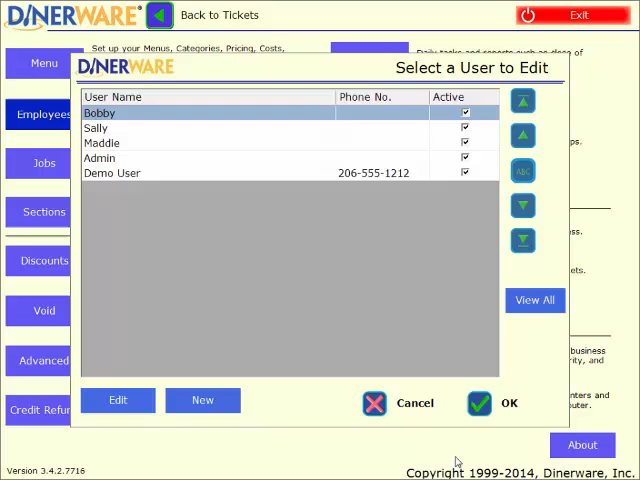 DINERWARE
Back to Tickets
Exit
Menu
Set up your Menus, Categories, Pricing, Costs,
Daily tasks and reports such as close of
DINERWARE
Select a User to Edit
User Name
Phone No.
Active
Bobby
Sally
Maddie
Admin
Demo User
206-555-1212
Employees
Jobs
Sections
Discounts
Void
Advanced
Credit Refur
ABC
ps.
ss.
ets.
View All
business
rity, and
nters and
puter.
Edit
New
Cancel
OK
About
Version 3.4.2.7716
Copyright 1999-2014, Dinerware, Inc.